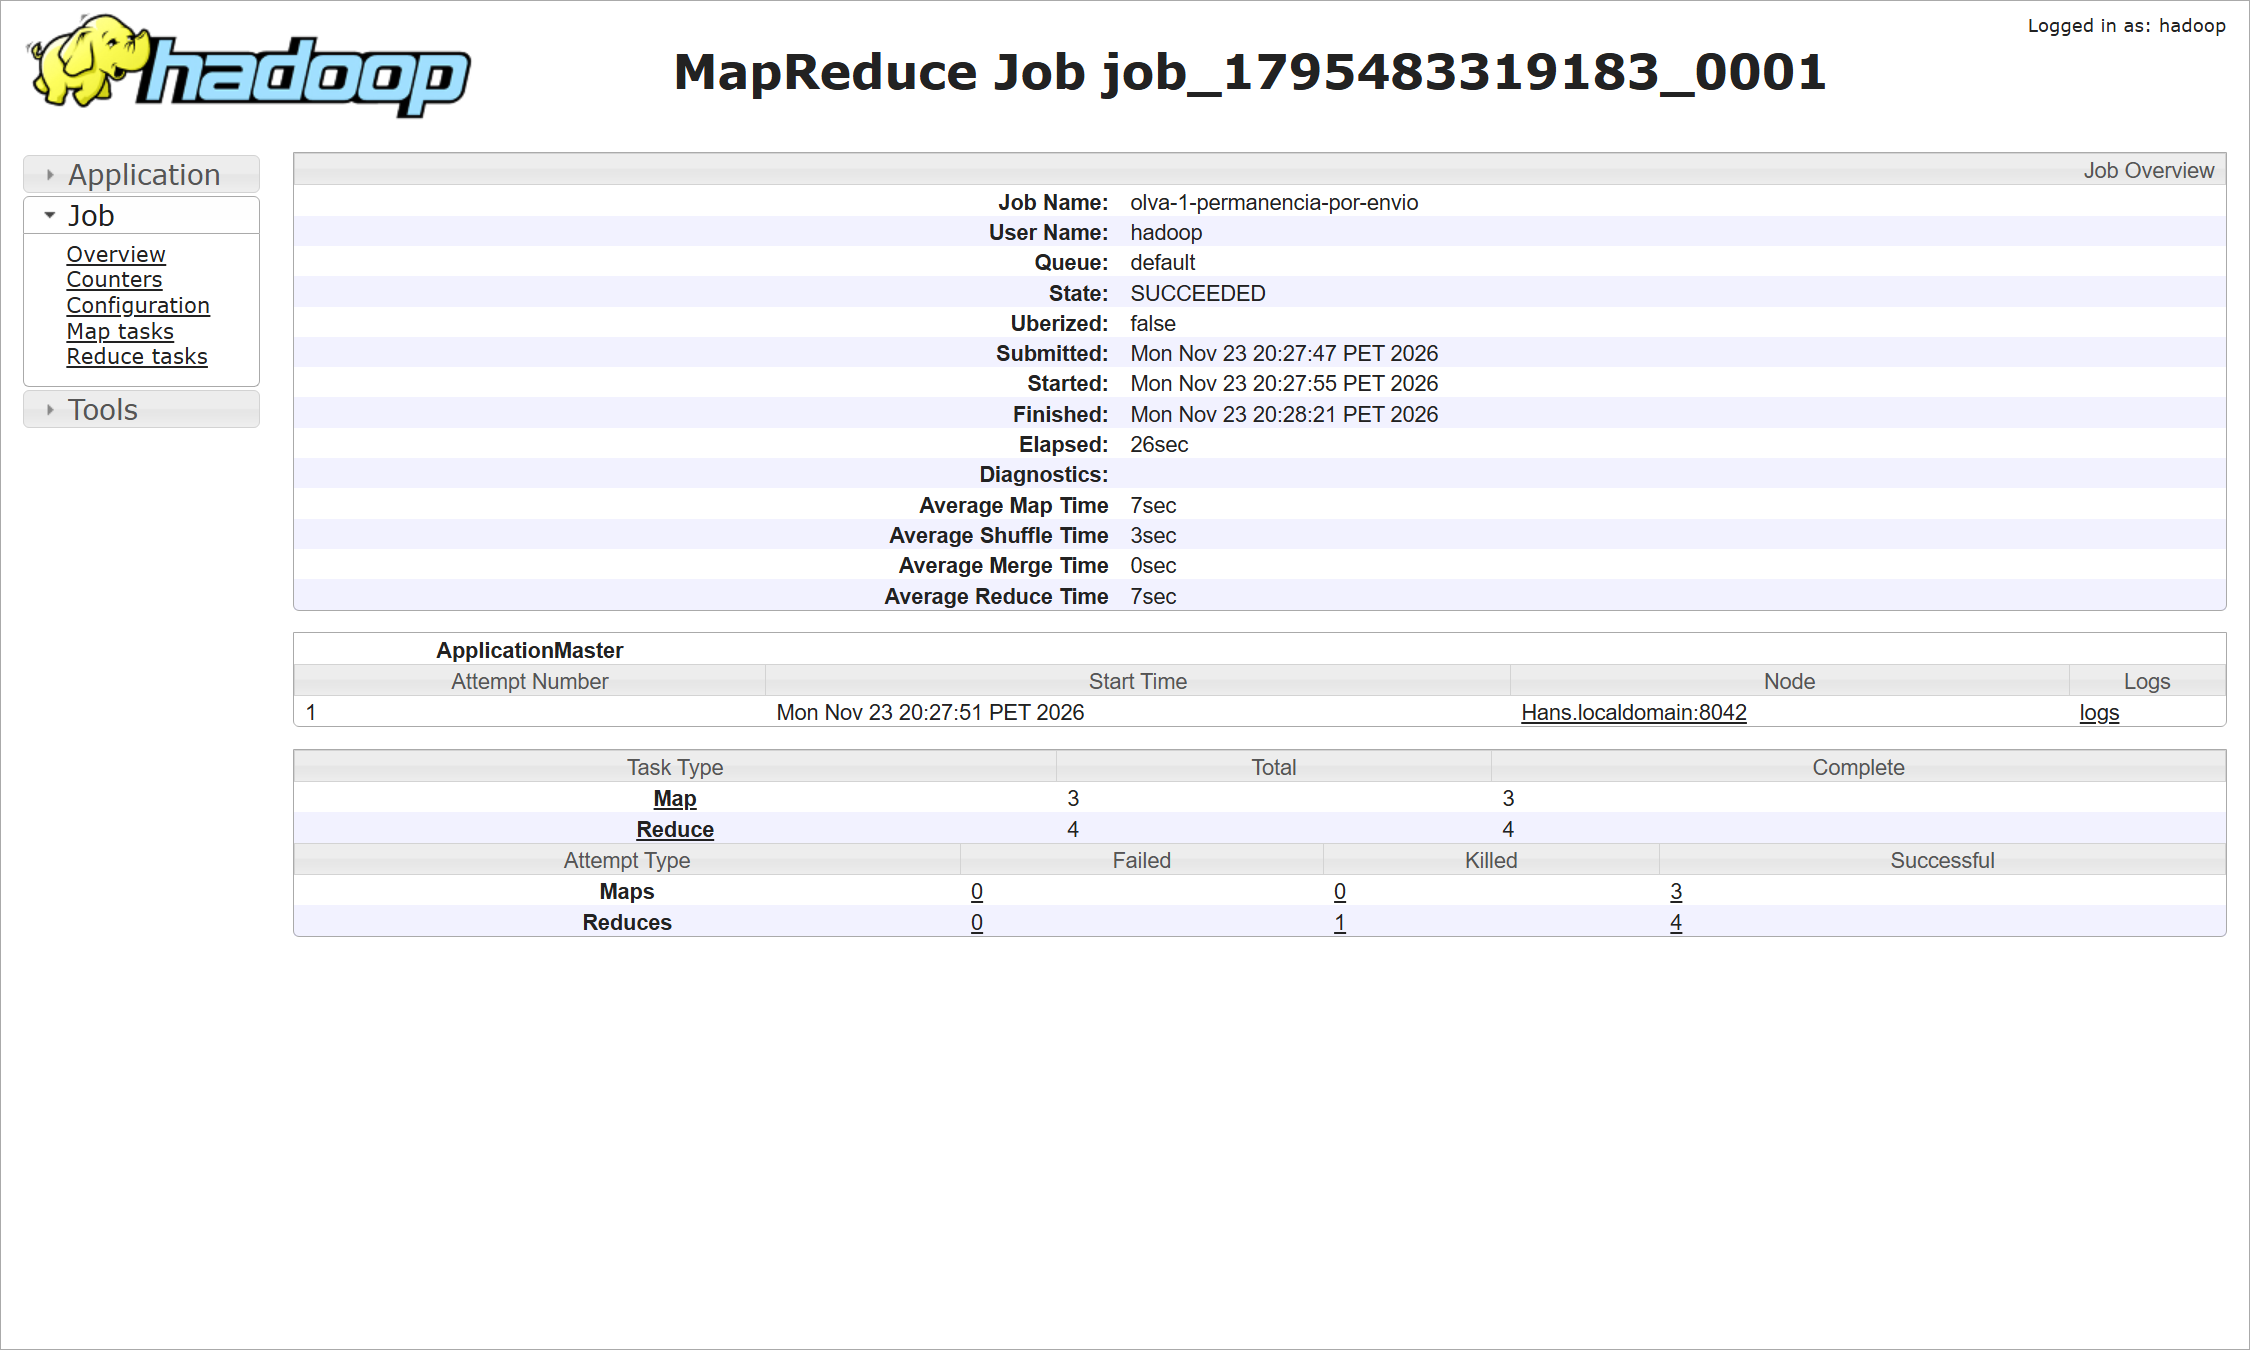 hadoop
Logged in as: hadoop
MapReduce Job job_1795483319183_0001
Application
Job
Overview
Counters
Configuration
Map tasks
Reduce tasks
Tools
Job Overview
Job Name: olva-1-permanencia-por-envio
User Name: hadoop
Queue: default
State: SUCCEEDED
Uberized: false
Submitted: Mon Nov 23 20:27:47 PET 2026
Started: Mon Nov 23 20:27:55 PET 2026
Finished: Mon Nov 23 20:28:21 PET 2026
Elapsed: 26sec
Diagnostics:
Average Map Time 7sec
Average Shuffle Time 3sec
Average Merge Time 0sec
Average Reduce Time 7sec
ApplicationMaster
Attempt Number Start Time Node Logs
1 Mon Nov 23 20:27:51 PET 2026 Hans.localdomain:8042 logs
Task Type Total Complete
Map 3 3
Reduce 4 4
Attempt Type Failed Killed Successful
Maps 0 0 3
Reduces 0 1 4